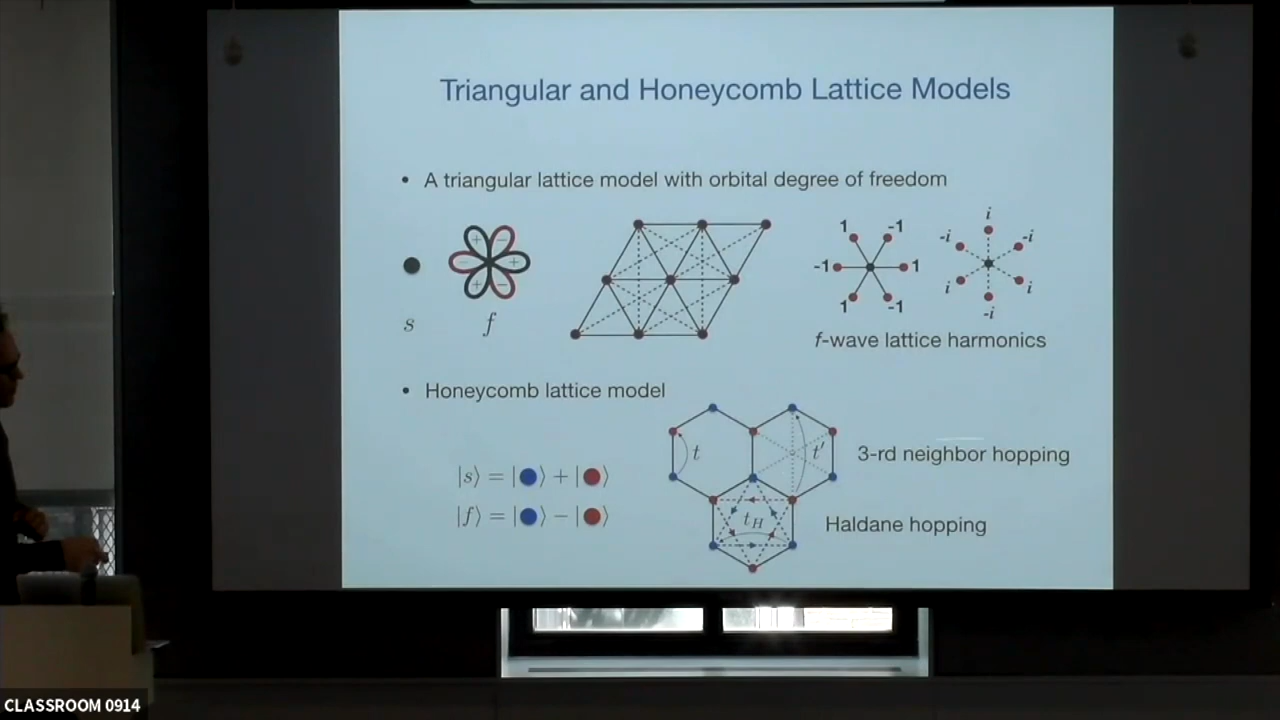 Triangular and Honeycomb Lattice Models
• A triangular lattice model with orbital degree of freedom
s
f
+ − + − + −
1 -1
-1 1
1 -1
i
-i -i
i i
-i
f-wave lattice harmonics
• Honeycomb lattice model
t
t′
3-rd neighbor hopping
|s⟩ = |●⟩ + |●⟩
|f⟩ = |●⟩ − |●⟩
t_H
Haldane hopping
CLASSROOM 0914